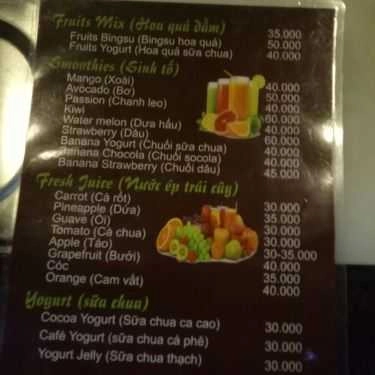 Fruits Mix (Hoa quả dầm) 35.000
Fruits Bingsu (Bingsu hoa quả) 50.000
Fruits Yogurt (Hoa quả sữa chua) 40.000
Smoothies (Sinh tố)
Mango (Xoài) 40.000
Avocado (Bơ) 50.000
Passion (Chanh leo) 40.000
Kiwi 60.000
Water melon (Dưa hấu) 40.000
Strawberry (Dâu) 60.000
Banana Yogurt (Chuối sữa chua) 40.000
Banana Chocola (Chuối socola) 40.000
Banana Strawberry (Chuối dâu) 45.000
Fresh Juice (Nước ép trái cây)
Carrot (Cà rốt) 30.000
Pineapple (Dứa) 35.000
Guave (Ổi) 30.000
Tomato (Cà chua) 30.000
Apple (Táo) 30-35.000
Grapefruit (Bưởi) 40.000
Cóc 35.000
Orange (Cam vắt) 40.000
Yogurt (sữa chua)
Cocoa Yogurt (Sữa chua ca cao) 30.000
Café Yogurt (sữa chua cà phê) 30.000
Yogurt Jelly (Sữa chua thạch) 30.000